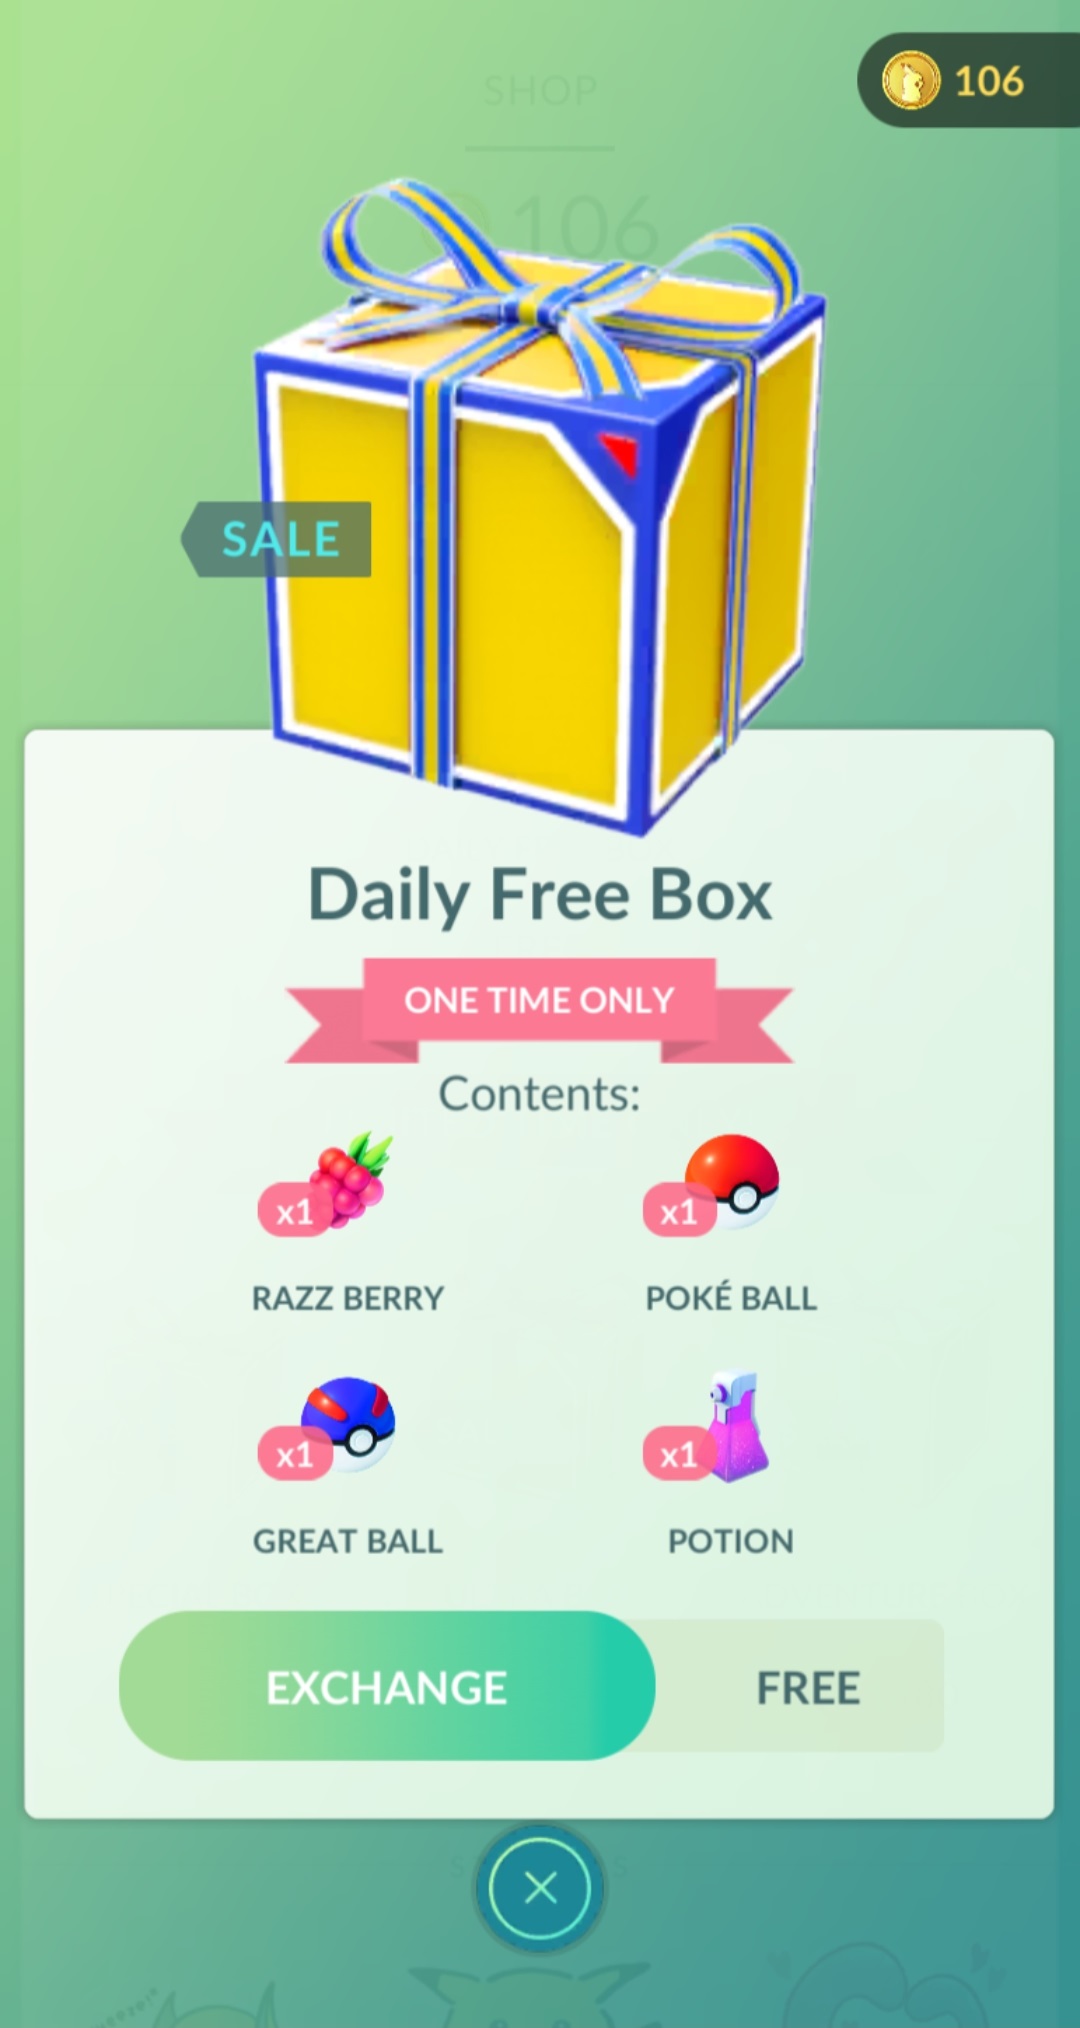 SHOP
106
106
SALE
Daily Free Box
ONE TIME ONLY
Contents:
x1
x1
RAZZ BERRY
POKÉ BALL
x1
x1
GREAT BALL
POTION
EXCHANGE
FREE